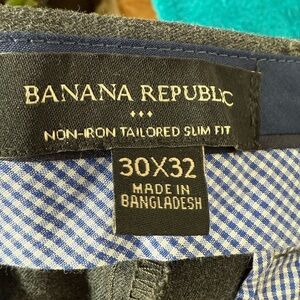 BANANA REPUBLIC
NON-IRON TAILORED SLIM FIT
30X32
MADE IN
BANGLADESH